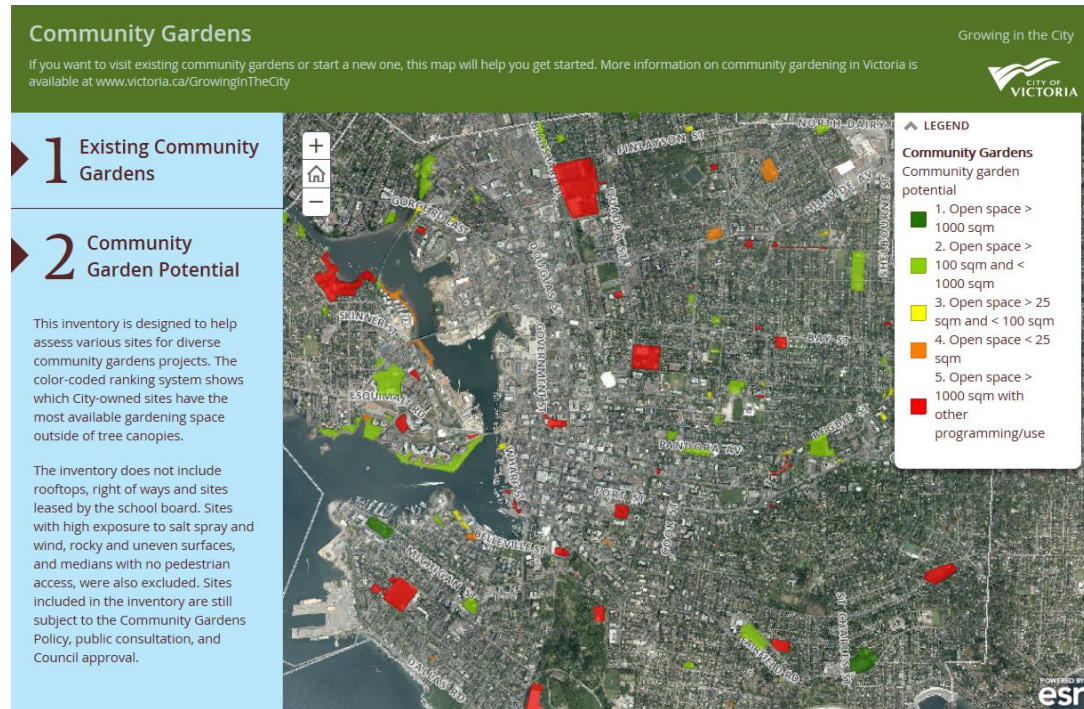 Community Gardens
Growing in the City
If you want to visit existing community gardens or start a new one, this map will help you get started. More information on community gardening in Victoria is
available at www.victoria.ca/GrowingInTheCity
CITY OF
VICTORIA
1 Existing Community
Gardens
2 Community
Garden Potential
This inventory is designed to help
assess various sites for diverse
community gardens projects. The
color-coded ranking system shows
which City-owned sites have the
most available gardening space
outside of tree canopies.
The inventory does not include
rooftops, right of ways and sites
leased by the school board. Sites
with high exposure to salt spray and
wind, rocky and uneven surfaces,
and medians with no pedestrian
access, were also excluded. Sites
included in the inventory are still
subject to the Community Gardens
Policy, public consultation, and
Council approval.
+
−
LEGEND
Community Gardens
Community garden
potential
1. Open space >
1000 sqm
2. Open space >
100 sqm and <
1000 sqm
3. Open space > 25
sqm and < 100 sqm
4. Open space < 25
sqm
5. Open space >
1000 sqm with
other
programming/use
FINLAYSON ST
HILLSIDE AV
GORGE RD EAST
QUADRA ST
DOUGLAS ST
SHELBOURNE ST
SKINNER ST
GOVERNMENT ST
BAY ST
ESQUIMALT RD
PANDORA AV
WHARF ST
FORT ST
COOK ST
BELLEVILLE ST
MICHIGAN ST
ST CHARLES ST
FAIRFIELD RD
DALLAS RD
POWERED BY
esri